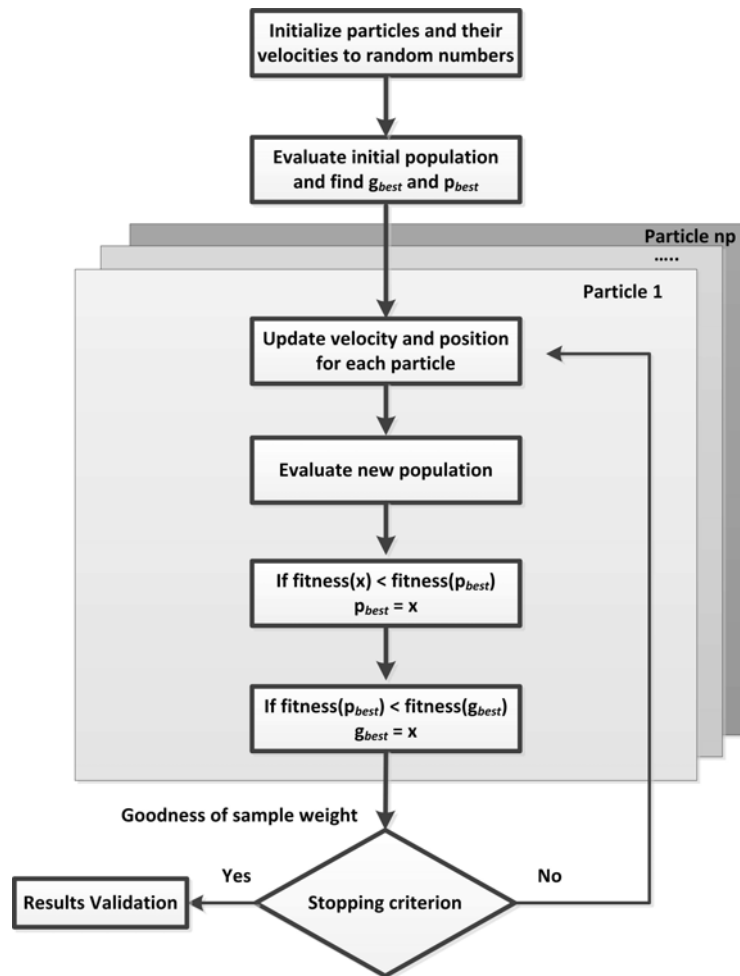 Initialize particles and their
velocities to random numbers
Evaluate initial population
and find gbest and pbest
Particle np
.....
Particle 1
Update velocity and position
for each particle
Evaluate new population
If fitness(x) < fitness(pbest)
pbest = x
If fitness(pbest) < fitness(gbest)
gbest = x
Goodness of sample weight
Yes
No
Results Validation
Stopping criterion